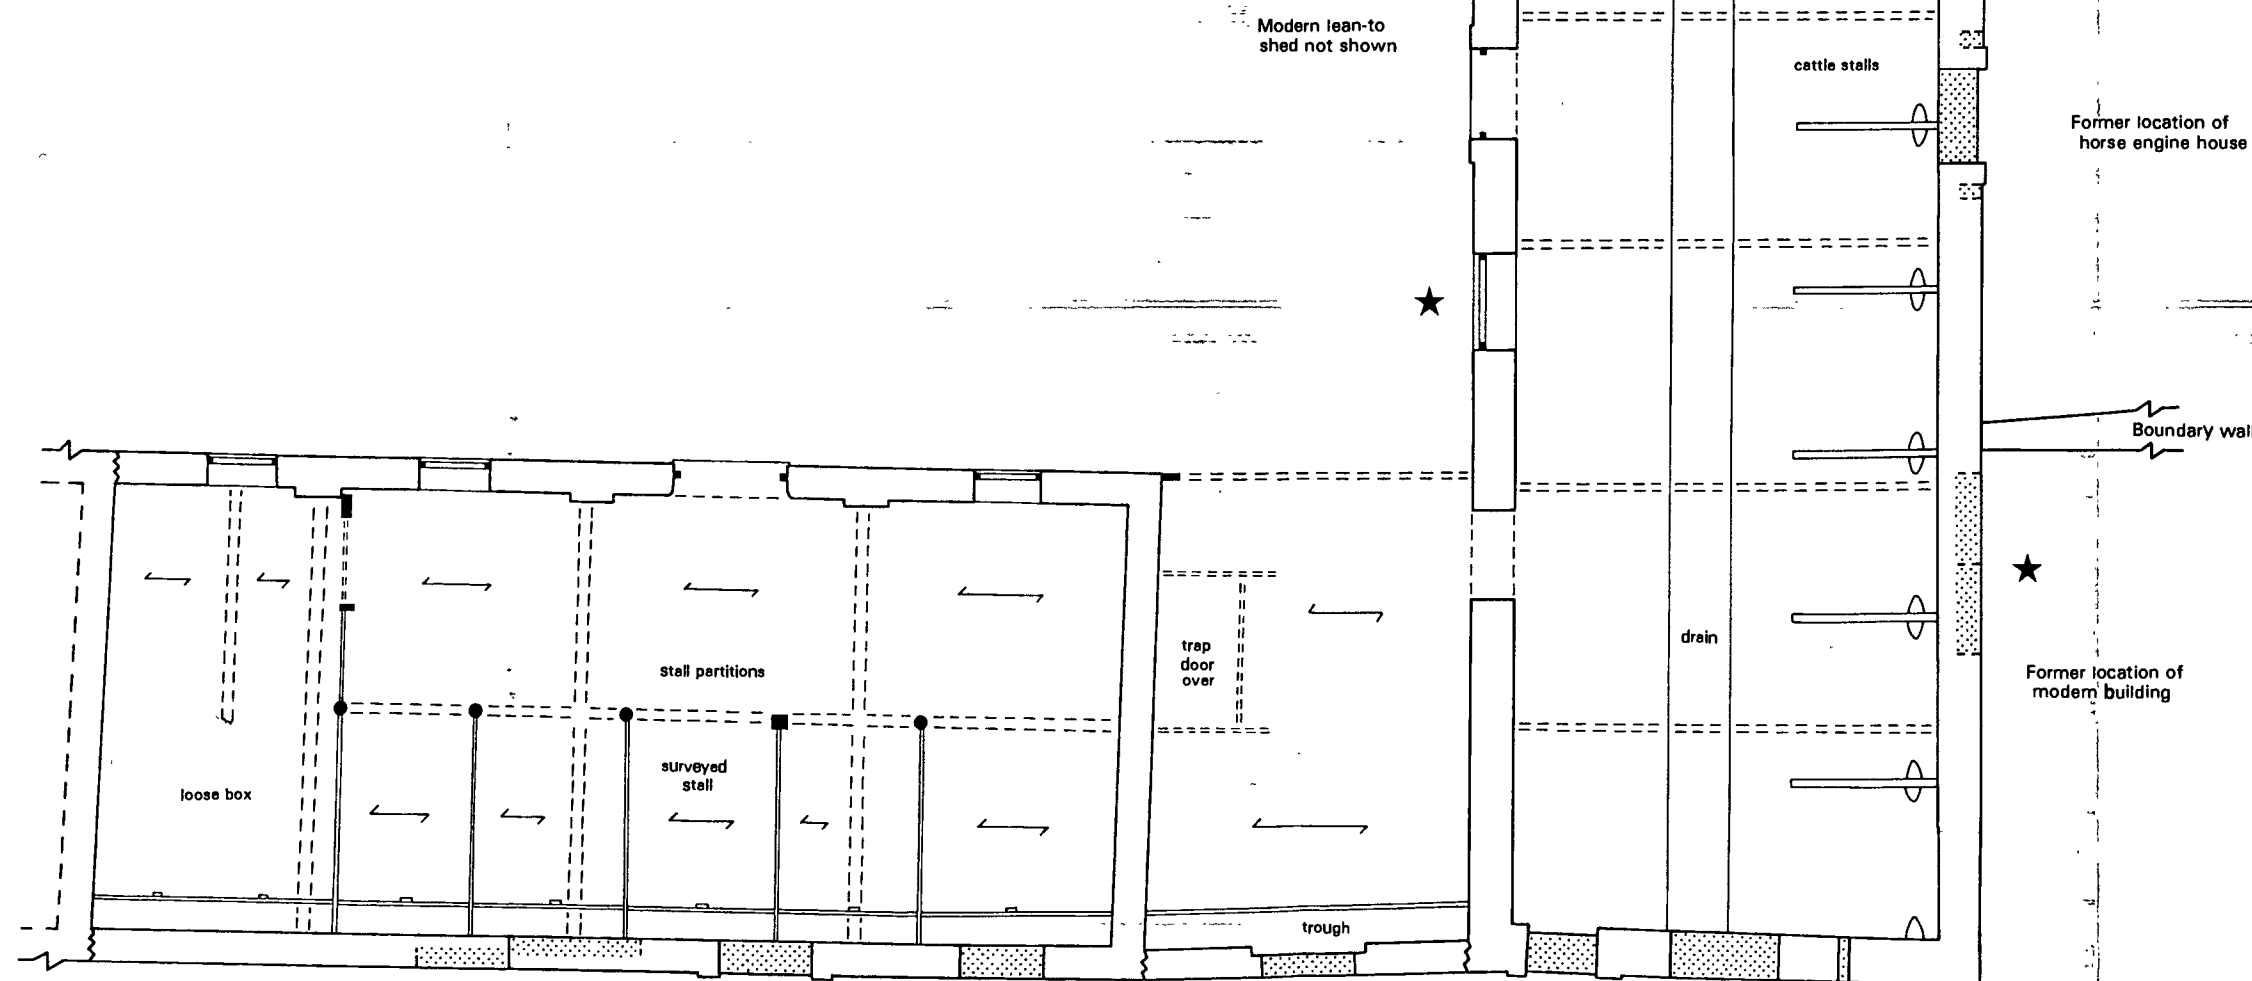 Modern lean-to
shed not shown
cattle stalls
Former location of
horse engine house
Boundary wall
stall partitions
trap
door
over
drain
Former location of
modern building
surveyed
stall
loose box
trough